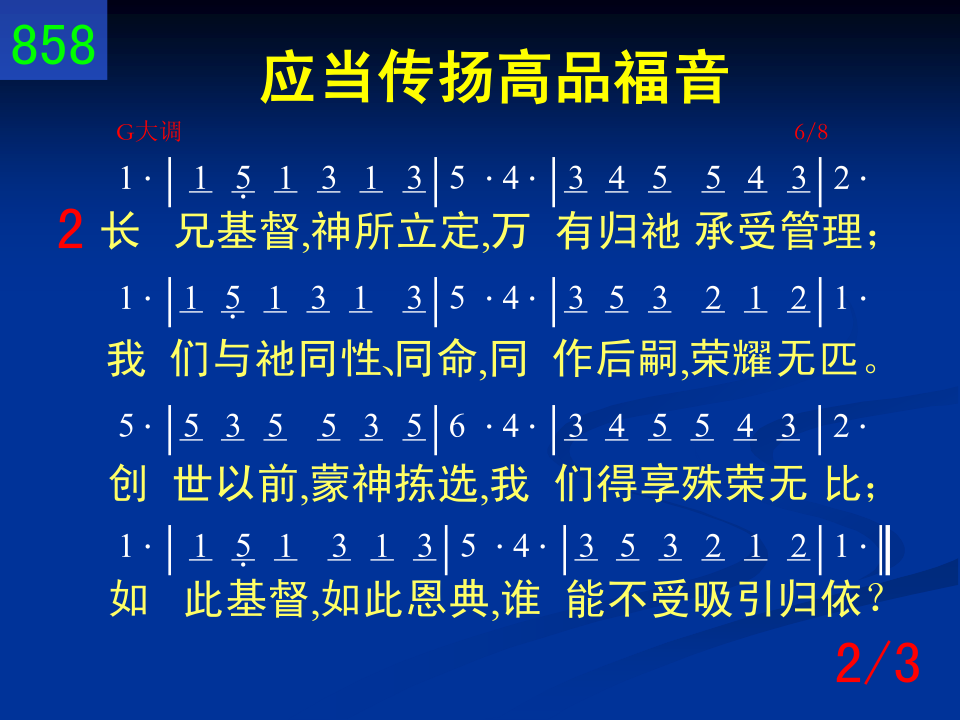 858
应当传扬高品福音
G大调 6/8
1· | 1 5̣ 1 3 1 3 | 5 ·4· | 3 4 5 5 4 3 | 2·
2 长 兄基督,神所立定,万 有归祂 承受管理;
1· | 1 5̣ 1 3 1 3 | 5 ·4· | 3 5 3 2 1 2 | 1·
我 们与祂同性、同命,同 作后嗣,荣耀无匹。
5· | 5 3 5 5 3 5 | 6 ·4· | 3 4 5 5 4 3 | 2·
创 世以前,蒙神拣选,我 们得享殊荣无 比;
1· | 1 5̣ 1 3 1 3 | 5 ·4· | 3 5 3 2 1 2 | 1· ‖
如 此基督,如此恩典,谁 能不受吸引归依?
2/3